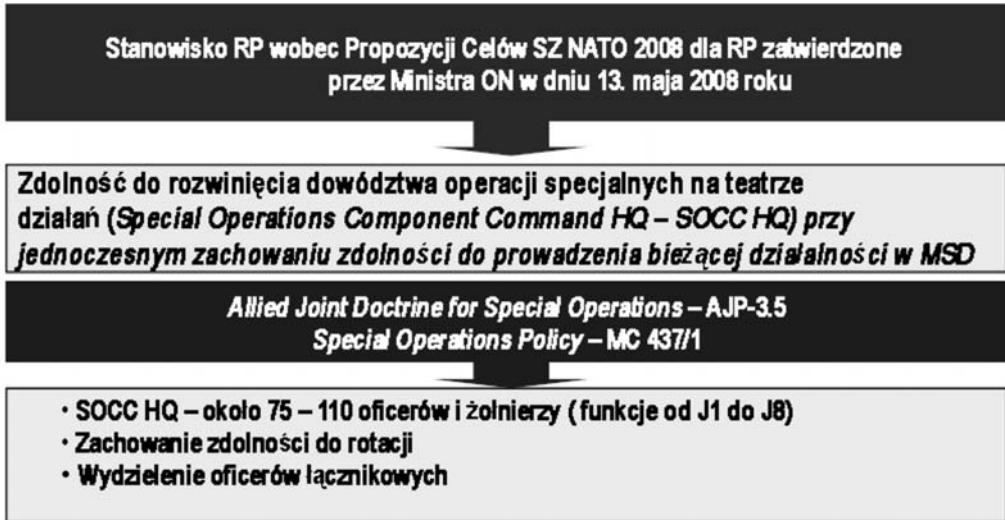 Stanowisko RP wobec Propozycji Celów SZ NATO 2008 dla RP zatwierdzone
przez Ministra ON w dniu 13. maja 2008 roku
Zdolność do rozwinięcia dowództwa operacji specjalnych na teatrze
działań (Special Operations Component Command HQ – SOCC HQ) przy
jednoczesnym zachowaniu zdolności do prowadzenia bieżącej działalności w MSD
Allied Joint Doctrine for Special Operations – AJP-3.5
Special Operations Policy – MC 437/1
• SOCC HQ – około 75 – 110 oficerów i żołnierzy (funkcje od J1 do J8)
• Zachowanie zdolności do rotacji
• Wydzielenie oficerów łącznikowych